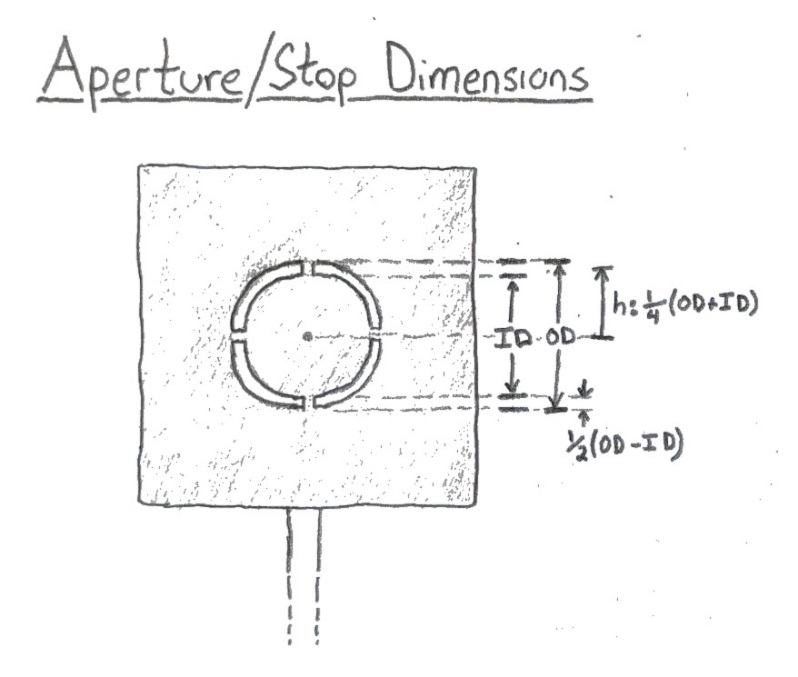 Aperture/Stop Dimensions
h: 1/4(OD+ID)
ID OD
1/2(OD-ID)